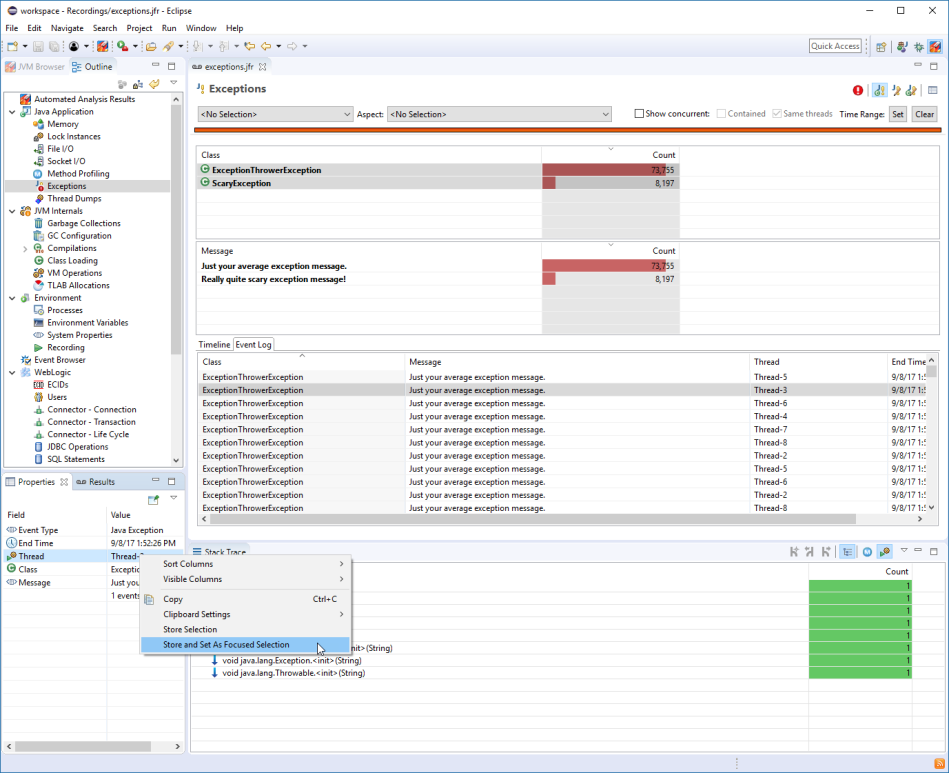 workspace - Recordings/exceptions.jfr - Eclipse
File Edit Navigate Search Project Run Window Help
Quick Access
JVM Browser Outline
Automated Analysis Results
Java Application
Memory
Lock Instances
File I/O
Socket I/O
Method Profiling
Exceptions
Thread Dumps
JVM Internals
Garbage Collections
GC Configuration
Compilations
Class Loading
VM Operations
TLAB Allocations
Environment
Processes
Environment Variables
System Properties
Recording
Event Browser
WebLogic
ECIDs
Users
Connector - Connection
Connector - Transaction
Connector - Life Cycle
JDBC Operations
SQL Statements
exceptions.jfr
Exceptions
<No Selection> Aspect: <No Selection> Show concurrent: Contained Same threads Time Range: Set Clear
Class Count
ExceptionThrowerException 73,755
ScaryException 8,197
Message Count
Just your average exception message. 73,755
Really quite scary exception message! 8,197
Timeline Event Log
Class Message Thread End Time
ExceptionThrowerException Just your average exception message. Thread-5 9/8/17 1:5
ExceptionThrowerException Just your average exception message. Thread-3 9/8/17 1:5
ExceptionThrowerException Just your average exception message. Thread-6 9/8/17 1:5
ExceptionThrowerException Just your average exception message. Thread-4 9/8/17 1:5
ExceptionThrowerException Just your average exception message. Thread-7 9/8/17 1:5
ExceptionThrowerException Just your average exception message. Thread-8 9/8/17 1:5
ExceptionThrowerException Just your average exception message. Thread-2 9/8/17 1:5
ExceptionThrowerException Just your average exception message. Thread-5 9/8/17 1:5
ExceptionThrowerException Just your average exception message. Thread-6 9/8/17 1:5
ExceptionThrowerException Just your average exception message. Thread-2 9/8/17 1:5
ExceptionThrowerException Just your average exception message. Thread-8 9/8/17 1:5
Properties Results
Field Value
Event Type Java Exception
End Time 9/8/17 1:52:26 PM
Thread Thread-
Class Exceptio
Message Just you
1 events
Sort Columns
Visible Columns
Copy Ctrl+C
Clipboard Settings
Store Selection
Store and Set As Focused Selection
Stack Trace
Count
1
1
1
1
1
nit>(String) 1
void java.lang.Exception.<init>(String) 1
void java.lang.Throwable.<init>(String) 1